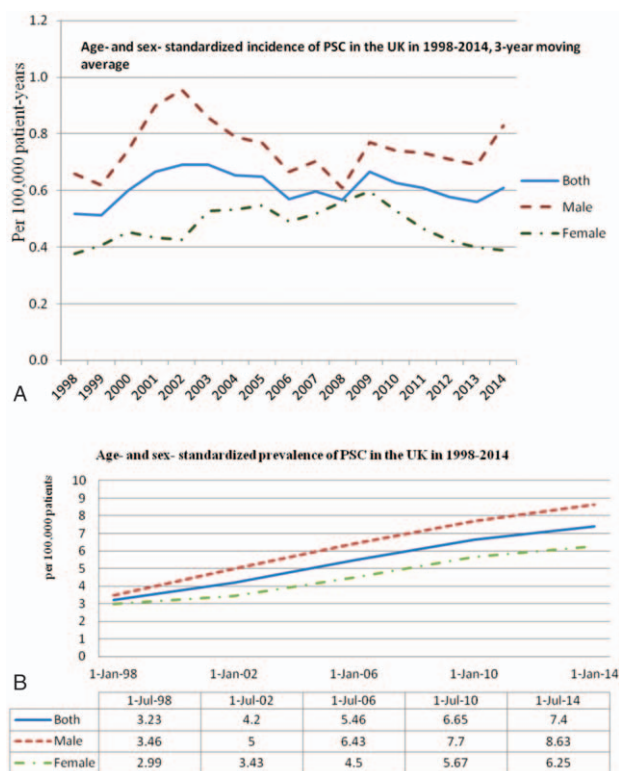 Age- and sex- standardized incidence of PSC in the UK in 1998-2014, 3-year moving
average
Per 100,000 patient-years
1.2
1.0
0.8
0.6
0.4
0.2
0.0
Both
Male
Female
1998 1999 2000 2001 2002 2003 2004 2005 2006 2007 2008 2009 2010 2011 2012 2013 2014
A
Age- and sex- standardized prevalence of PSC in the UK in 1998-2014
per 100,000 patients
10
9
8
7
6
5
4
3
2
1
0
1-Jan-98 1-Jan-02 1-Jan-06 1-Jan-10 1-Jan-14
B
1-Jul-98 1-Jul-02 1-Jul-06 1-Jul-10 1-Jul-14
Both 3.23 4.2 5.46 6.65 7.4
Male 3.46 5 6.43 7.7 8.63
Female 2.99 3.43 4.5 5.67 6.25